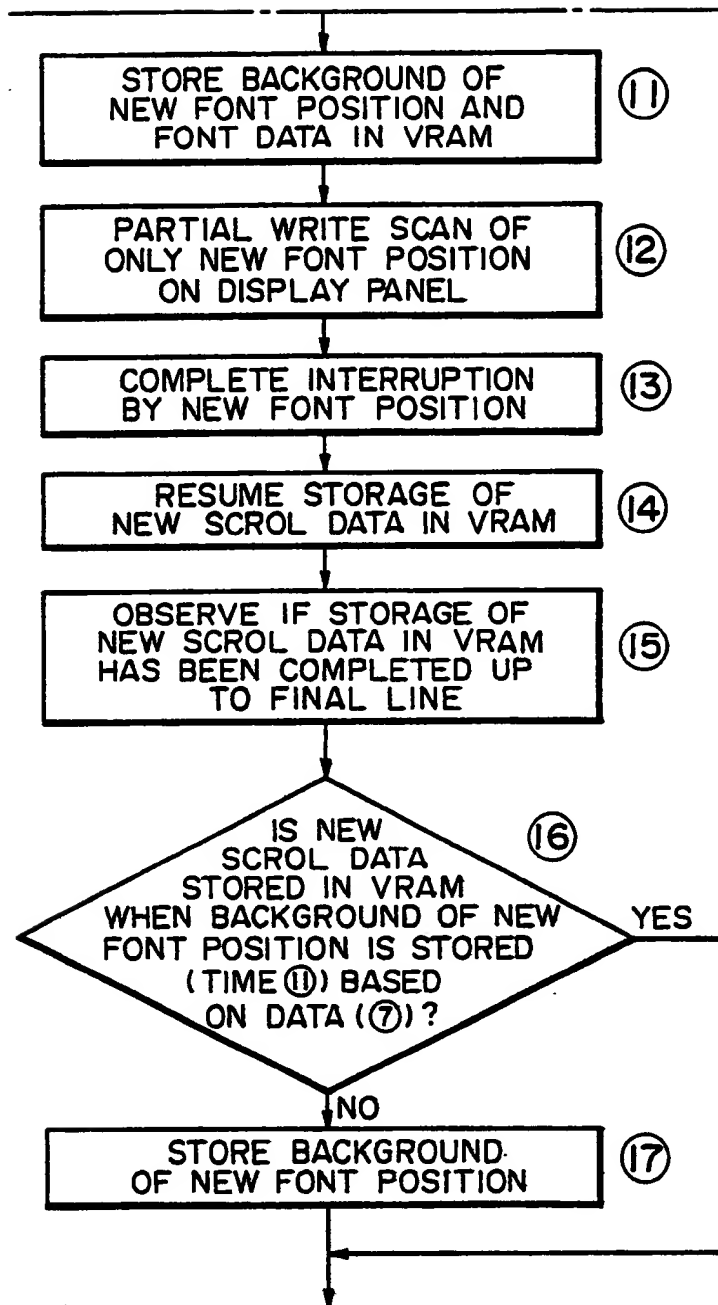 STORE BACKGROUND OF
NEW FONT POSITION AND
FONT DATA IN VRAM
⑪
PARTIAL WRITE SCAN OF
ONLY NEW FONT POSITION
ON DISPLAY PANEL
⑫
COMPLETE INTERRUPTION
BY NEW FONT POSITION
⑬
RESUME STORAGE OF
NEW SCROL DATA IN VRAM
⑭
OBSERVE IF STORAGE OF
NEW SCROL DATA IN VRAM
HAS BEEN COMPLETED UP
TO FINAL LINE
⑮
IS NEW
SCROL DATA
STORED IN VRAM
WHEN BACKGROUND OF NEW
FONT POSITION IS STORED
(TIME ⑪) BASED
ON DATA (⑦) ?
⑯
YES
NO
STORE BACKGROUND
OF NEW FONT POSITION
⑰